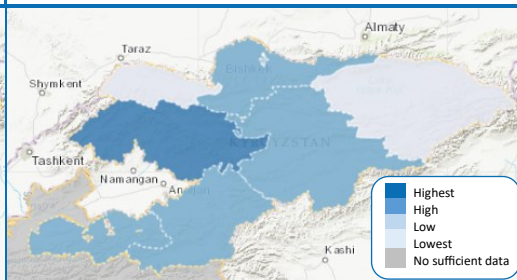 Almaty
Taraz
Bishkek
Shymkent
KYRGYZSTAN
Tashkent
Namangan
Kashi
Highest
High
Low
Lowest
No sufficient data